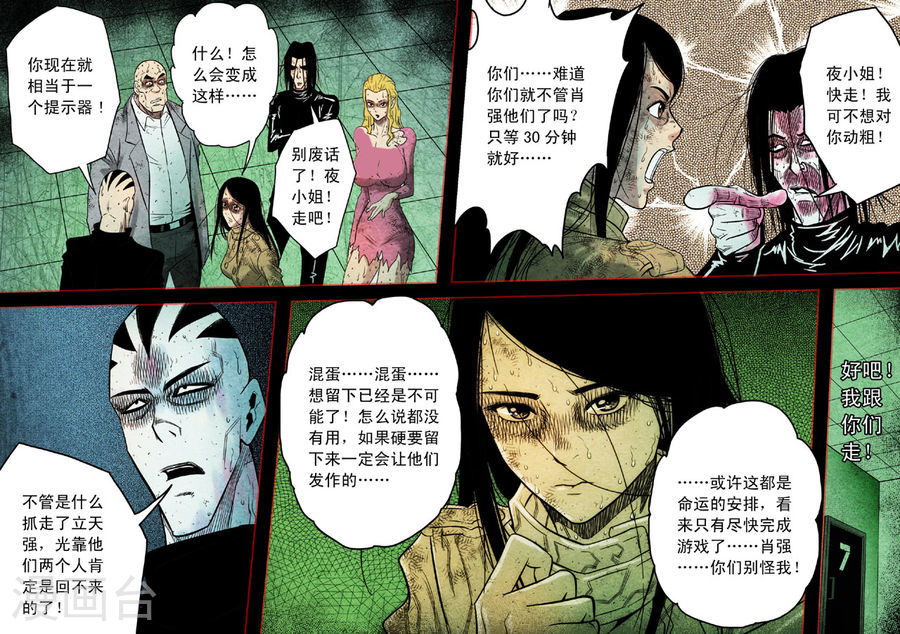 你现在就
相当于一
个提示器！
什么！怎
么会变成
这样……
别废话
了！夜
小姐！
走吧！
你们……难道
你们就不管肖
强他们了吗？
只等30分钟
就好……
夜小姐！
快走！我
可不想对
你动粗！
不管是什么
抓走了立天
强，光靠他
们两个人肯
定是回不来
的了！
混蛋……混蛋……
想留下已经是不可
能了！怎么说都没
有用，如果硬要留
下来一定会让他们
发作的……
……或许这都是
命运的安排，看
来只有尽快完成
游戏了……肖强
……你们别怪我！
好吧！
我跟
你们
走！
7
漫画台